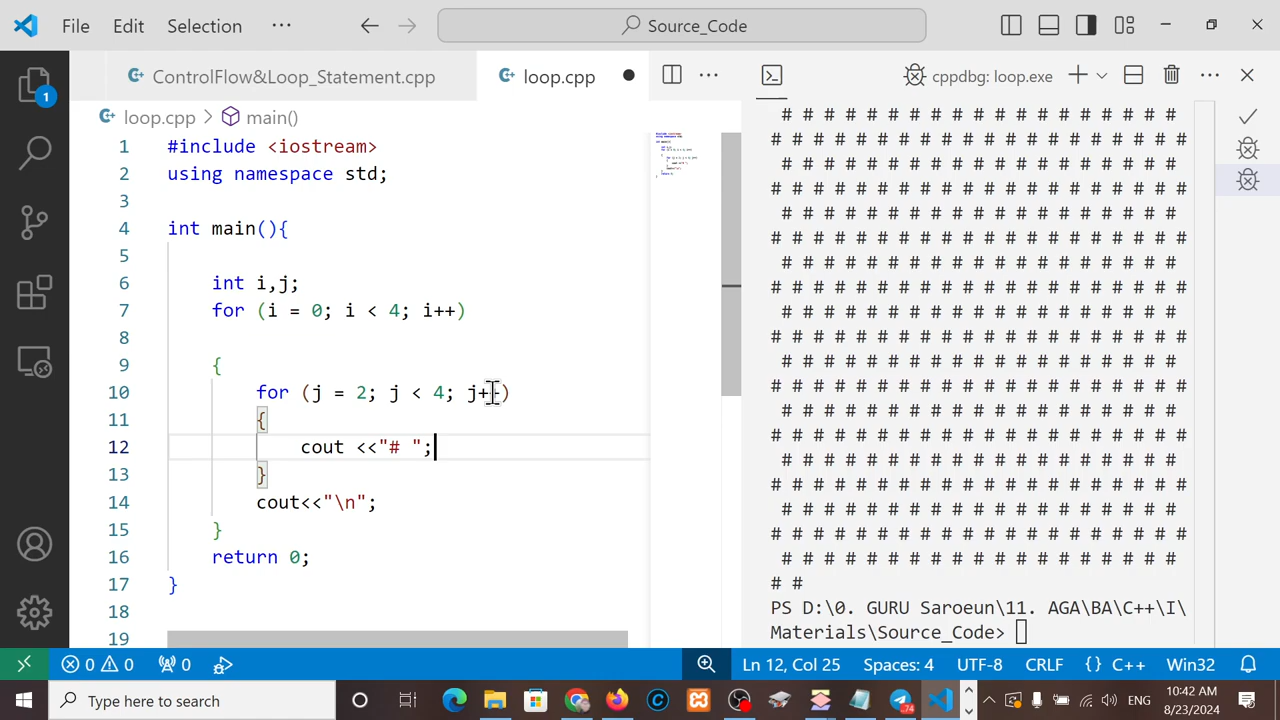 File Edit Selection ··· Source_Code
ControlFlow&Loop_Statement.cpp loop.cpp cppdbg: loop.exe
loop.cpp > main()
1 #include <iostream>
2 using namespace std;
3
4 int main(){
5
6 int i,j;
7 for (i = 0; i < 4; i++)
8
9 {
10 for (j = 2; j < 4; j++)
11 {
12 cout <<"# ";
13 }
14 cout<<"\n";
15 }
16 return 0;
17 }
18
19
# # # # # # # # # # # # # # # # # # #
# # # # # # # # # # # # # # # # # # # #
# # # # # # # # # # # # # # # # # # #
# # # # # # # # # # # # # # # # # # # #
# # # # # # # # # # # # # # # # # # #
# # # # # # # # # # # # # # # # # # # #
# # # # # # # # # # # # # # # # # # #
# # # # # # # # # # # # # # # # # # # #
# # # # # # # # # # # # # # # # # # #
# # # # # # # # # # # # # # # # # # # #
# # # # # # # # # # # # # # # # # # #
# # # # # # # # # # # # # # # # # # # #
# # # # # # # # # # # # # # # # # # #
# # # # # # # # # # # # # # # # # # # #
# # # # # # # # # # # # # # # # # # #
# # # # # # # # # # # # # # # # # # # #
# # # # # # # # # # # # # # # # # # #
# # # # # # # # # # # # # # # # # # # #
# # # # # # # # # # # # # # # # # # #
# #
PS D:\0. GURU Saroeun\11. AGA\BA\C++\I\
Materials\Source_Code>
1
0 0 0 0 Ln 12, Col 25 Spaces: 4 UTF-8 CRLF {} C++ Win32
Type here to search 74 ENG 10:42 AM
8/23/2024